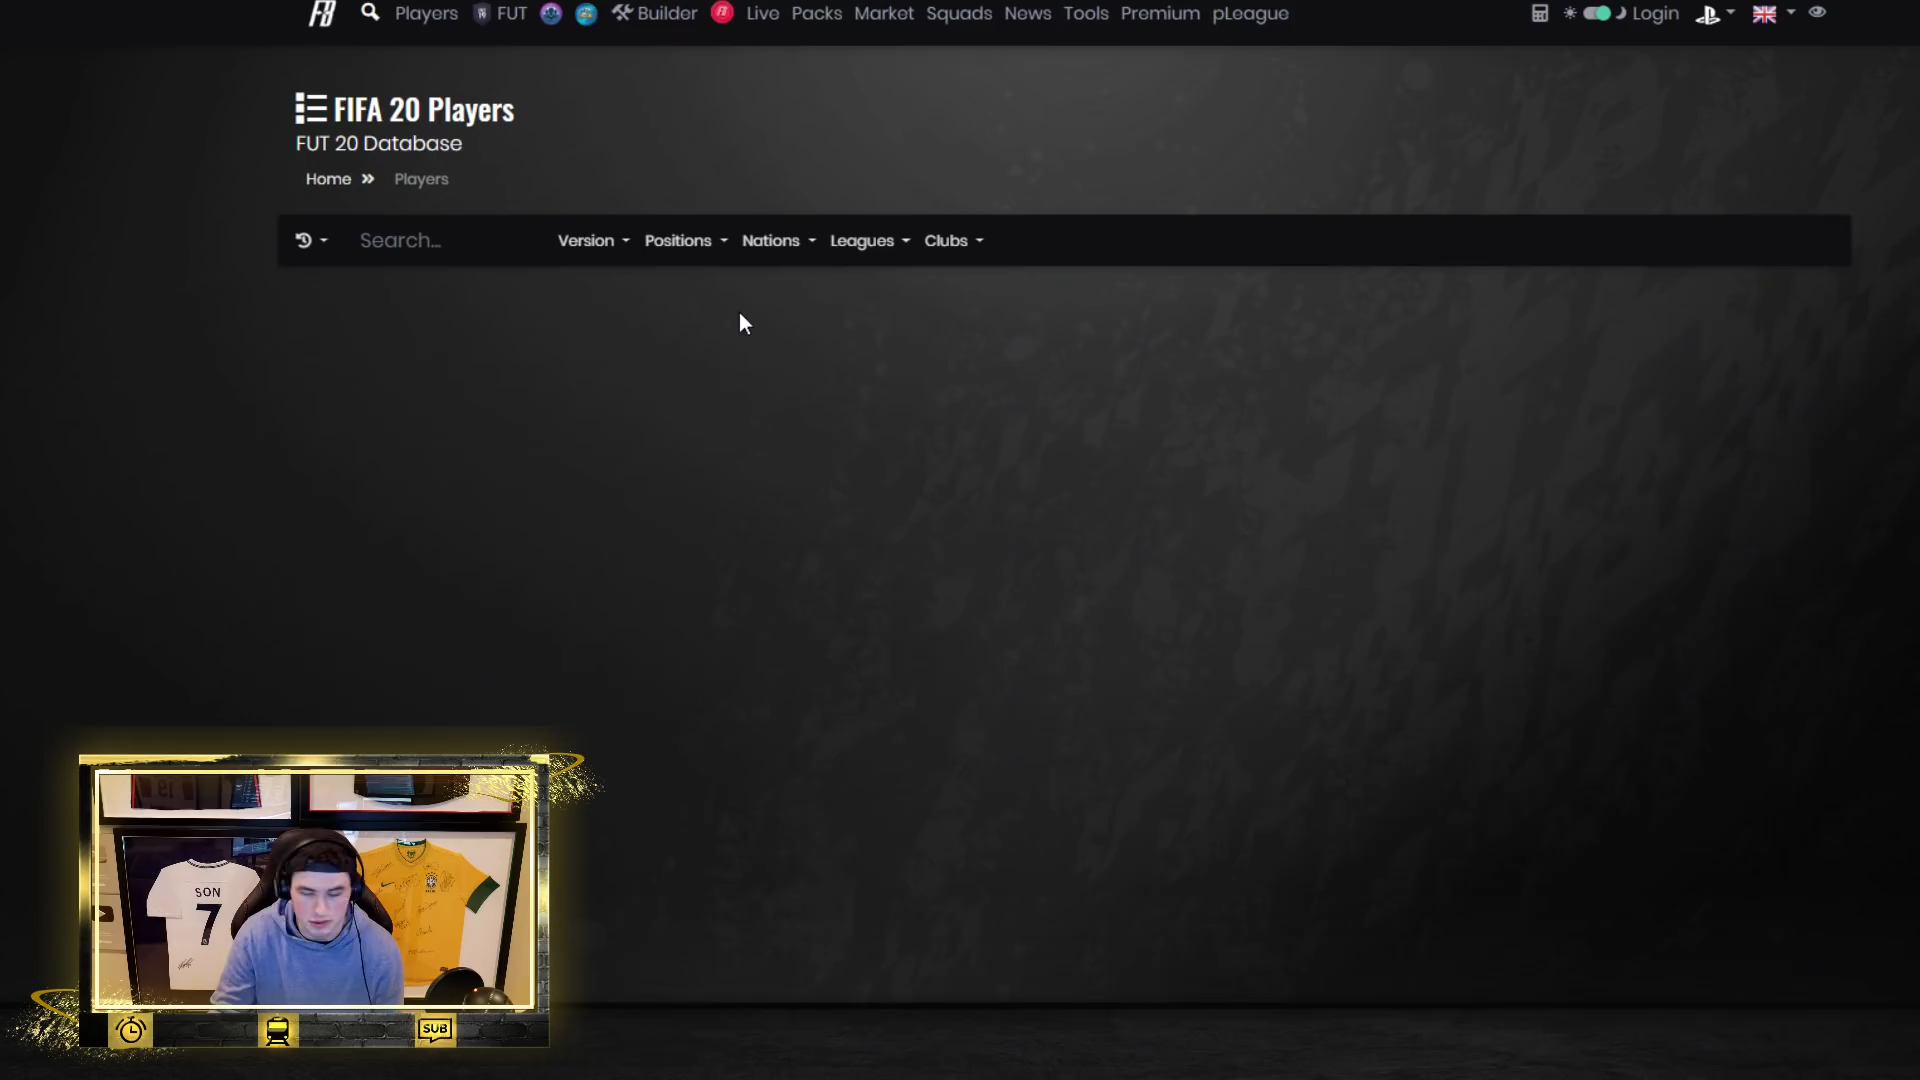 Players FUT Builder Live Packs Market Squads News Tools Premium pLeague Login
FIFA 20 Players
FUT 20 Database
Home » Players
Search... Version Positions Nations Leagues Clubs
SON
7
SUB